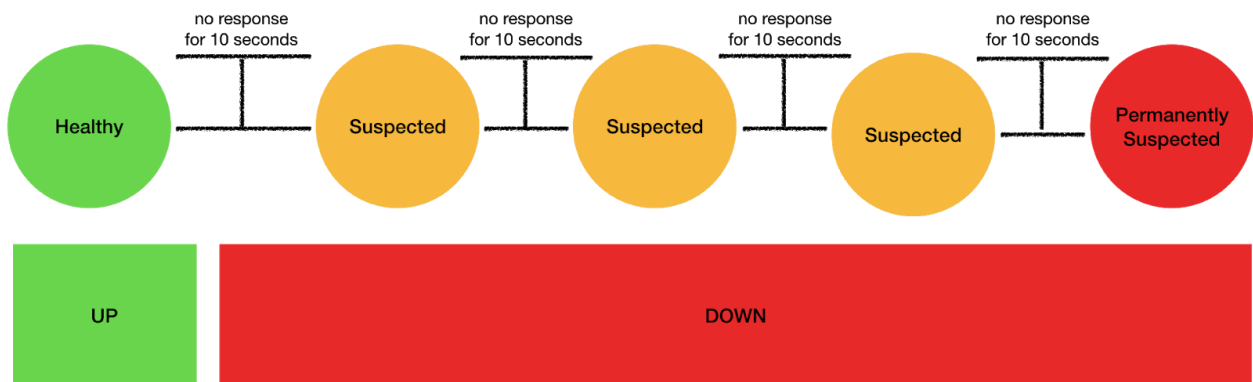 no response
for 10 seconds
no response
for 10 seconds
no response
for 10 seconds
no response
for 10 seconds
Healthy
Suspected
Suspected
Suspected
Permanently
Suspected
UP
DOWN